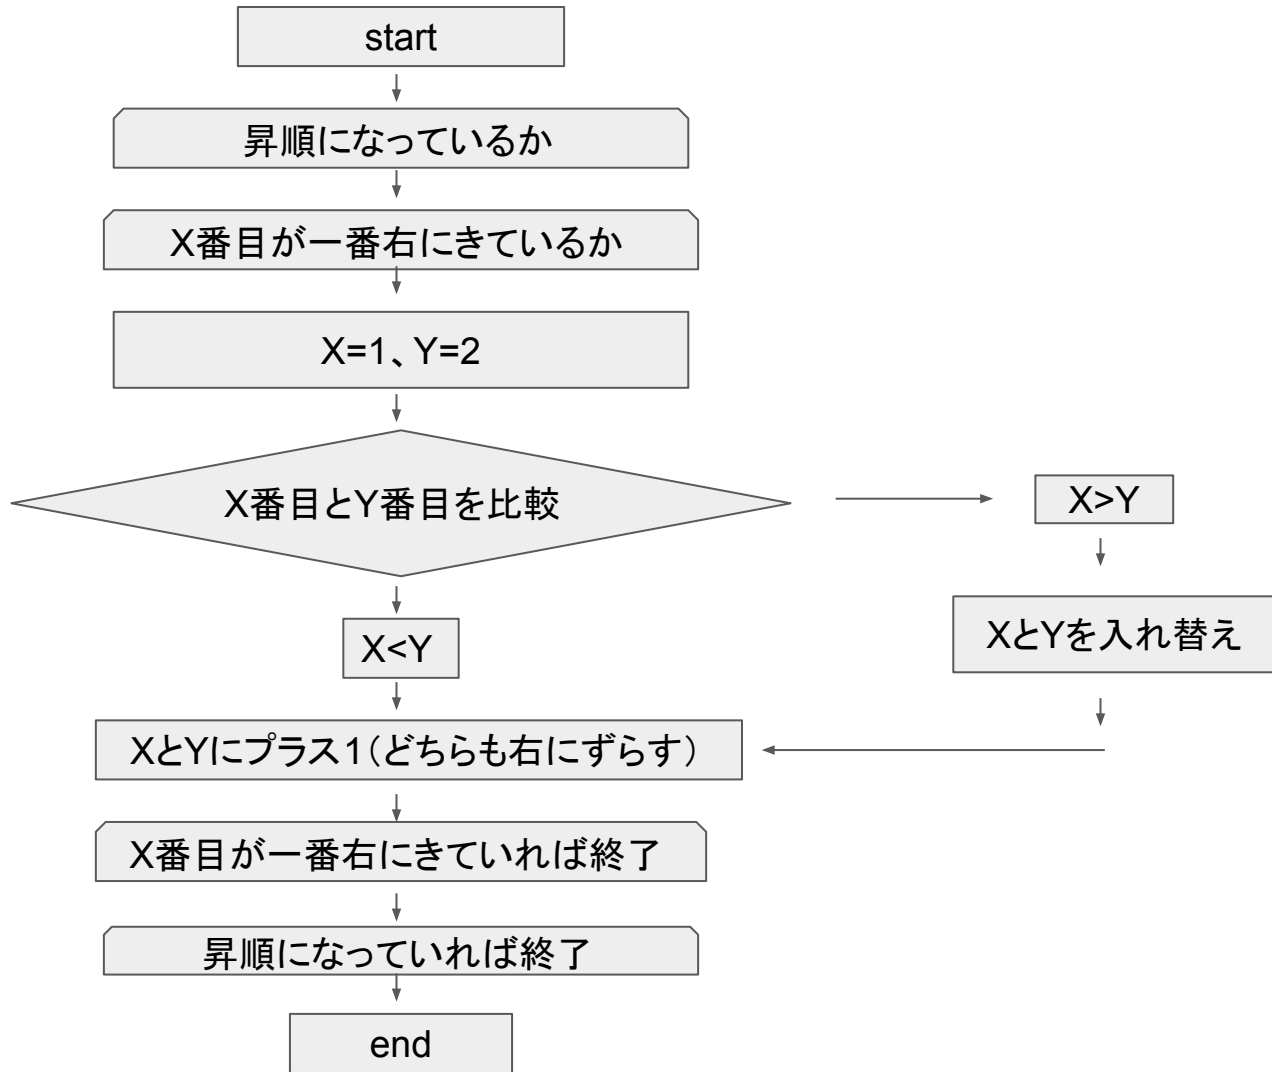 start
昇順になっているか
X番目が一番右にきているか
X=1、Y=2
X番目とY番目を比較
X>Y
X<Y
XとYを入れ替え
XとYにプラス1（どちらも右にずらす）
X番目が一番右にきていれば終了
昇順になっていれば終了
end